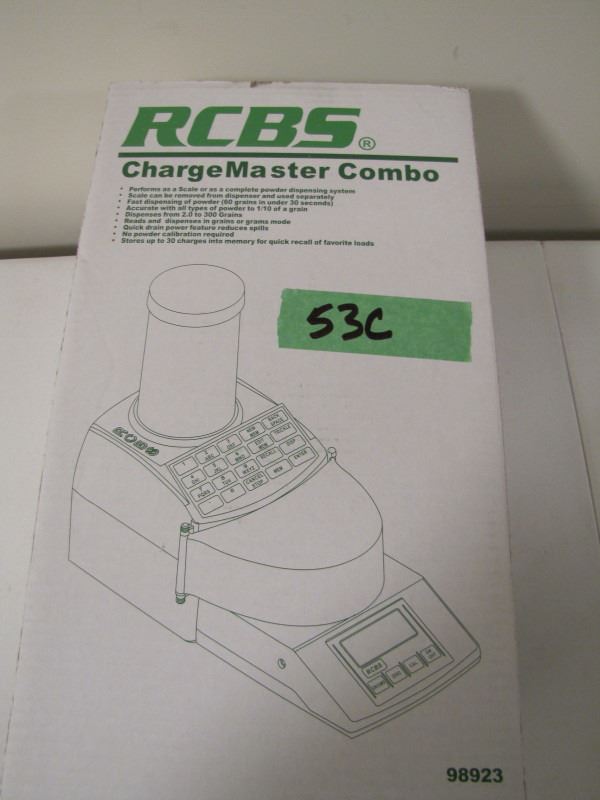 RCBS®
ChargeMaster Combo
• Performs as a Scale or as a complete powder dispensing system
• Scale can be removed from dispenser and used separately
• Fast dispensing of powder (60 grains in under 30 seconds)
• Accurate with all types of powder to 1/10 of a grain
• Dispenses from 2.0 to 300 Grains
• Reads and dispenses in grains or grams mode
• Quick drain power feature reduces spills
• No powder calibration required
• Stores up to 30 charges into memory for quick recall of favorite loads
53C
RCBS
98923